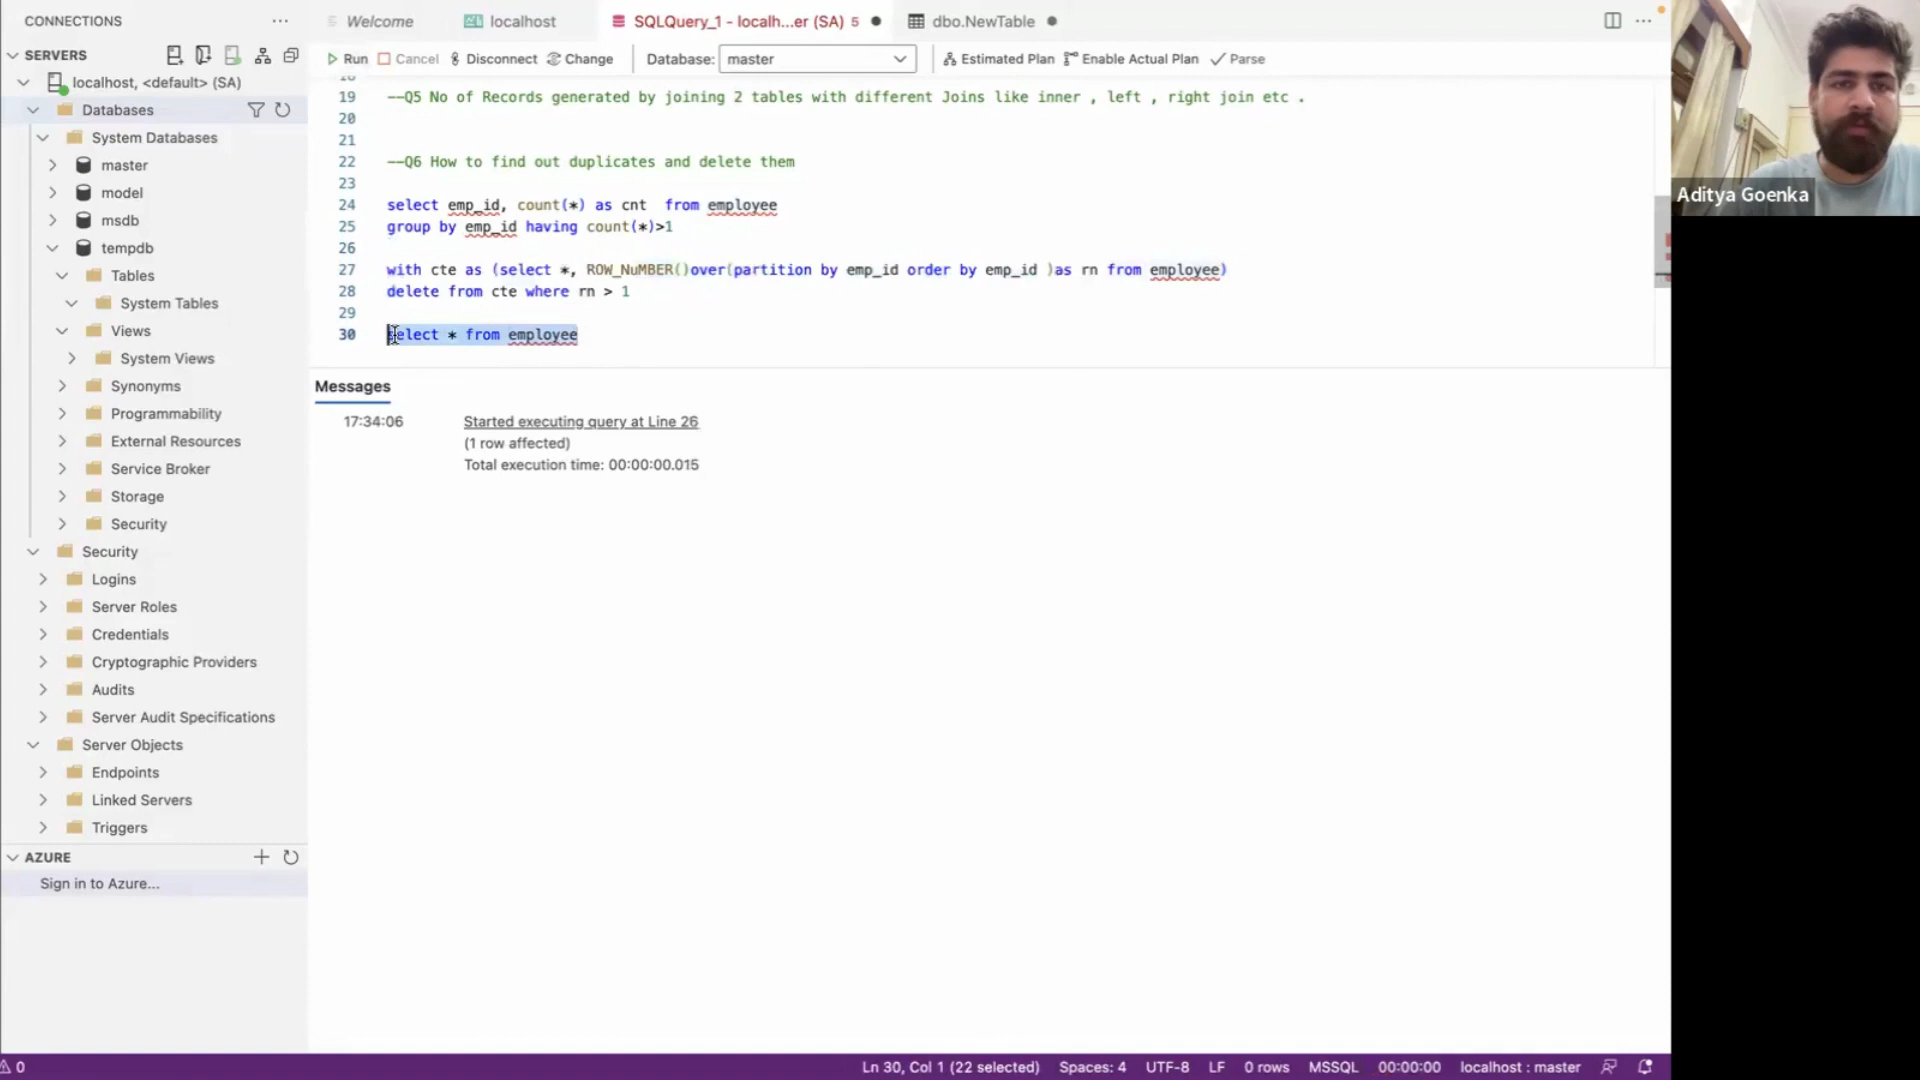 CONNECTIONS
SERVERS
localhost, <default> (SA)
Databases
System Databases
master
model
msdb
tempdb
Tables
System Tables
Views
System Views
Synonyms
Programmability
External Resources
Service Broker
Storage
Security
Security
Logins
Server Roles
Credentials
Cryptographic Providers
Audits
Server Audit Specifications
Server Objects
Endpoints
Linked Servers
Triggers
AZURE
Sign in to Azure...
Welcome
localhost
SQLQuery_1 - localh...er (SA) 5
dbo.NewTable
Run Cancel Disconnect Change Database: master Estimated Plan Enable Actual Plan Parse
18
19 --Q5 No of Records generated by joining 2 tables with different Joins like inner , left , right join etc .
20
21
22 --Q6 How to find out duplicates and delete them
23
24 select emp_id, count(*) as cnt  from employee
25 group by emp_id having count(*)>1
26
27 with cte as (select *, ROW_NuMBER()over(partition by emp_id order by emp_id )as rn from employee)
28 delete from cte where rn > 1
29
30 select * from employee
Messages
17:34:06 Started executing query at Line 26
(1 row affected)
Total execution time: 00:00:00.015
Aditya Goenka
0 Ln 30, Col 1 (22 selected) Spaces: 4 UTF-8 LF 0 rows MSSQL 00:00:00 localhost : master